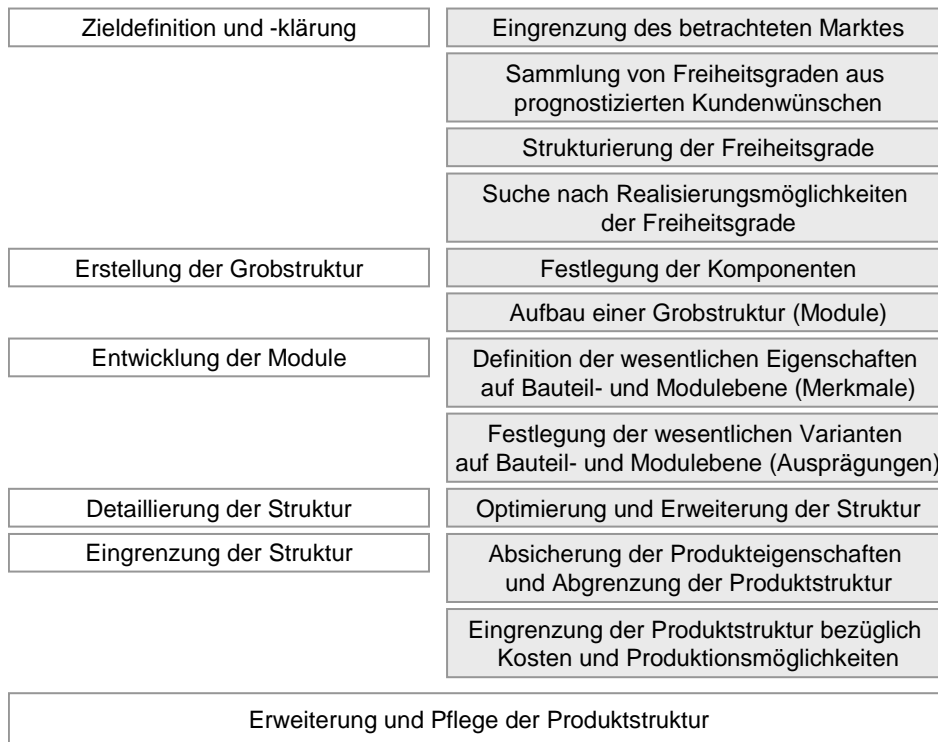 Zieldefinition und -klärung
Eingrenzung des betrachteten Marktes
Sammlung von Freiheitsgraden aus
prognostizierten Kundenwünschen
Strukturierung der Freiheitsgrade
Suche nach Realisierungsmöglichkeiten
der Freiheitsgrade
Erstellung der Grobstruktur
Festlegung der Komponenten
Aufbau einer Grobstruktur (Module)
Entwicklung der Module
Definition der wesentlichen Eigenschaften
auf Bauteil- und Modulebene (Merkmale)
Festlegung der wesentlichen Varianten
auf Bauteil- und Modulebene (Ausprägungen)
Detaillierung der Struktur
Optimierung und Erweiterung der Struktur
Eingrenzung der Struktur
Absicherung der Produkteigenschaften
und Abgrenzung der Produktstruktur
Eingrenzung der Produktstruktur bezüglich
Kosten und Produktionsmöglichkeiten
Erweiterung und Pflege der Produktstruktur